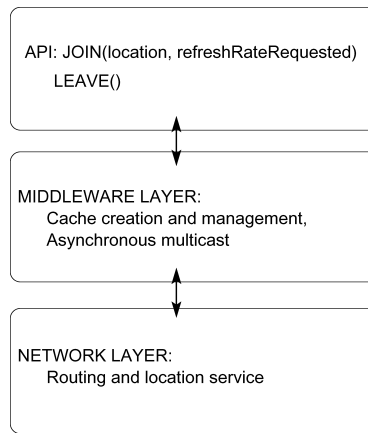 API: JOIN(location, refreshRateRequested)
LEAVE()
MIDDLEWARE LAYER:
Cache creation and management,
Asynchronous multicast
NETWORK LAYER:
Routing and location service